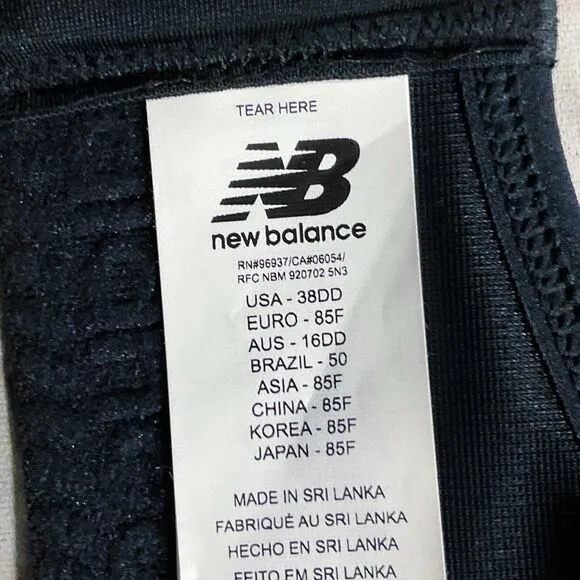 TEAR HERE
NB
new balance
RN#96937/CA#06054/
RFC NBM 920702 5N3
USA - 38DD
EURO - 85F
AUS - 16DD
BRAZIL - 50
ASIA - 85F
CHINA - 85F
KOREA - 85F
JAPAN - 85F
MADE IN SRI LANKA
FABRIQUÉ AU SRI LANKA
HECHO EN SRI LANKA
FEITO EM SRI LANKA